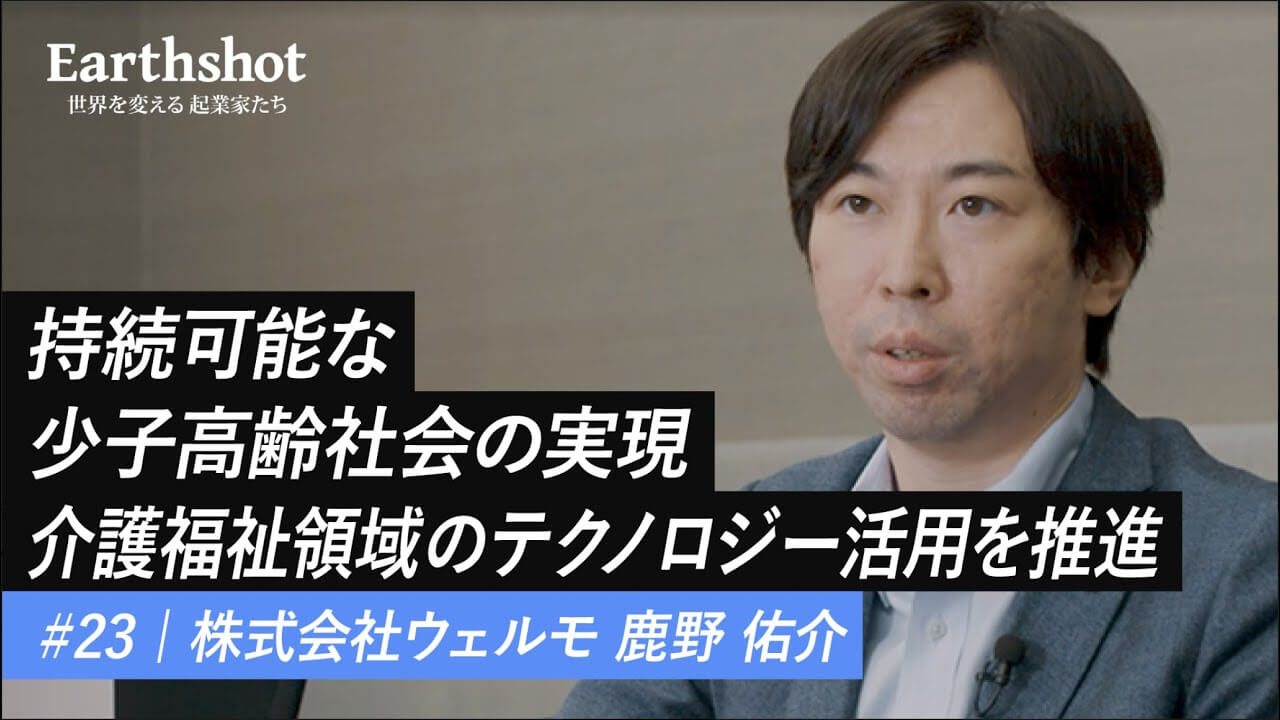 Earthshot
世界を変える 起業家たち
持続可能な
少子高齢社会の実現
介護福祉領域のテクノロジー活用を推進
#23｜株式会社ウェルモ 鹿野 佑介